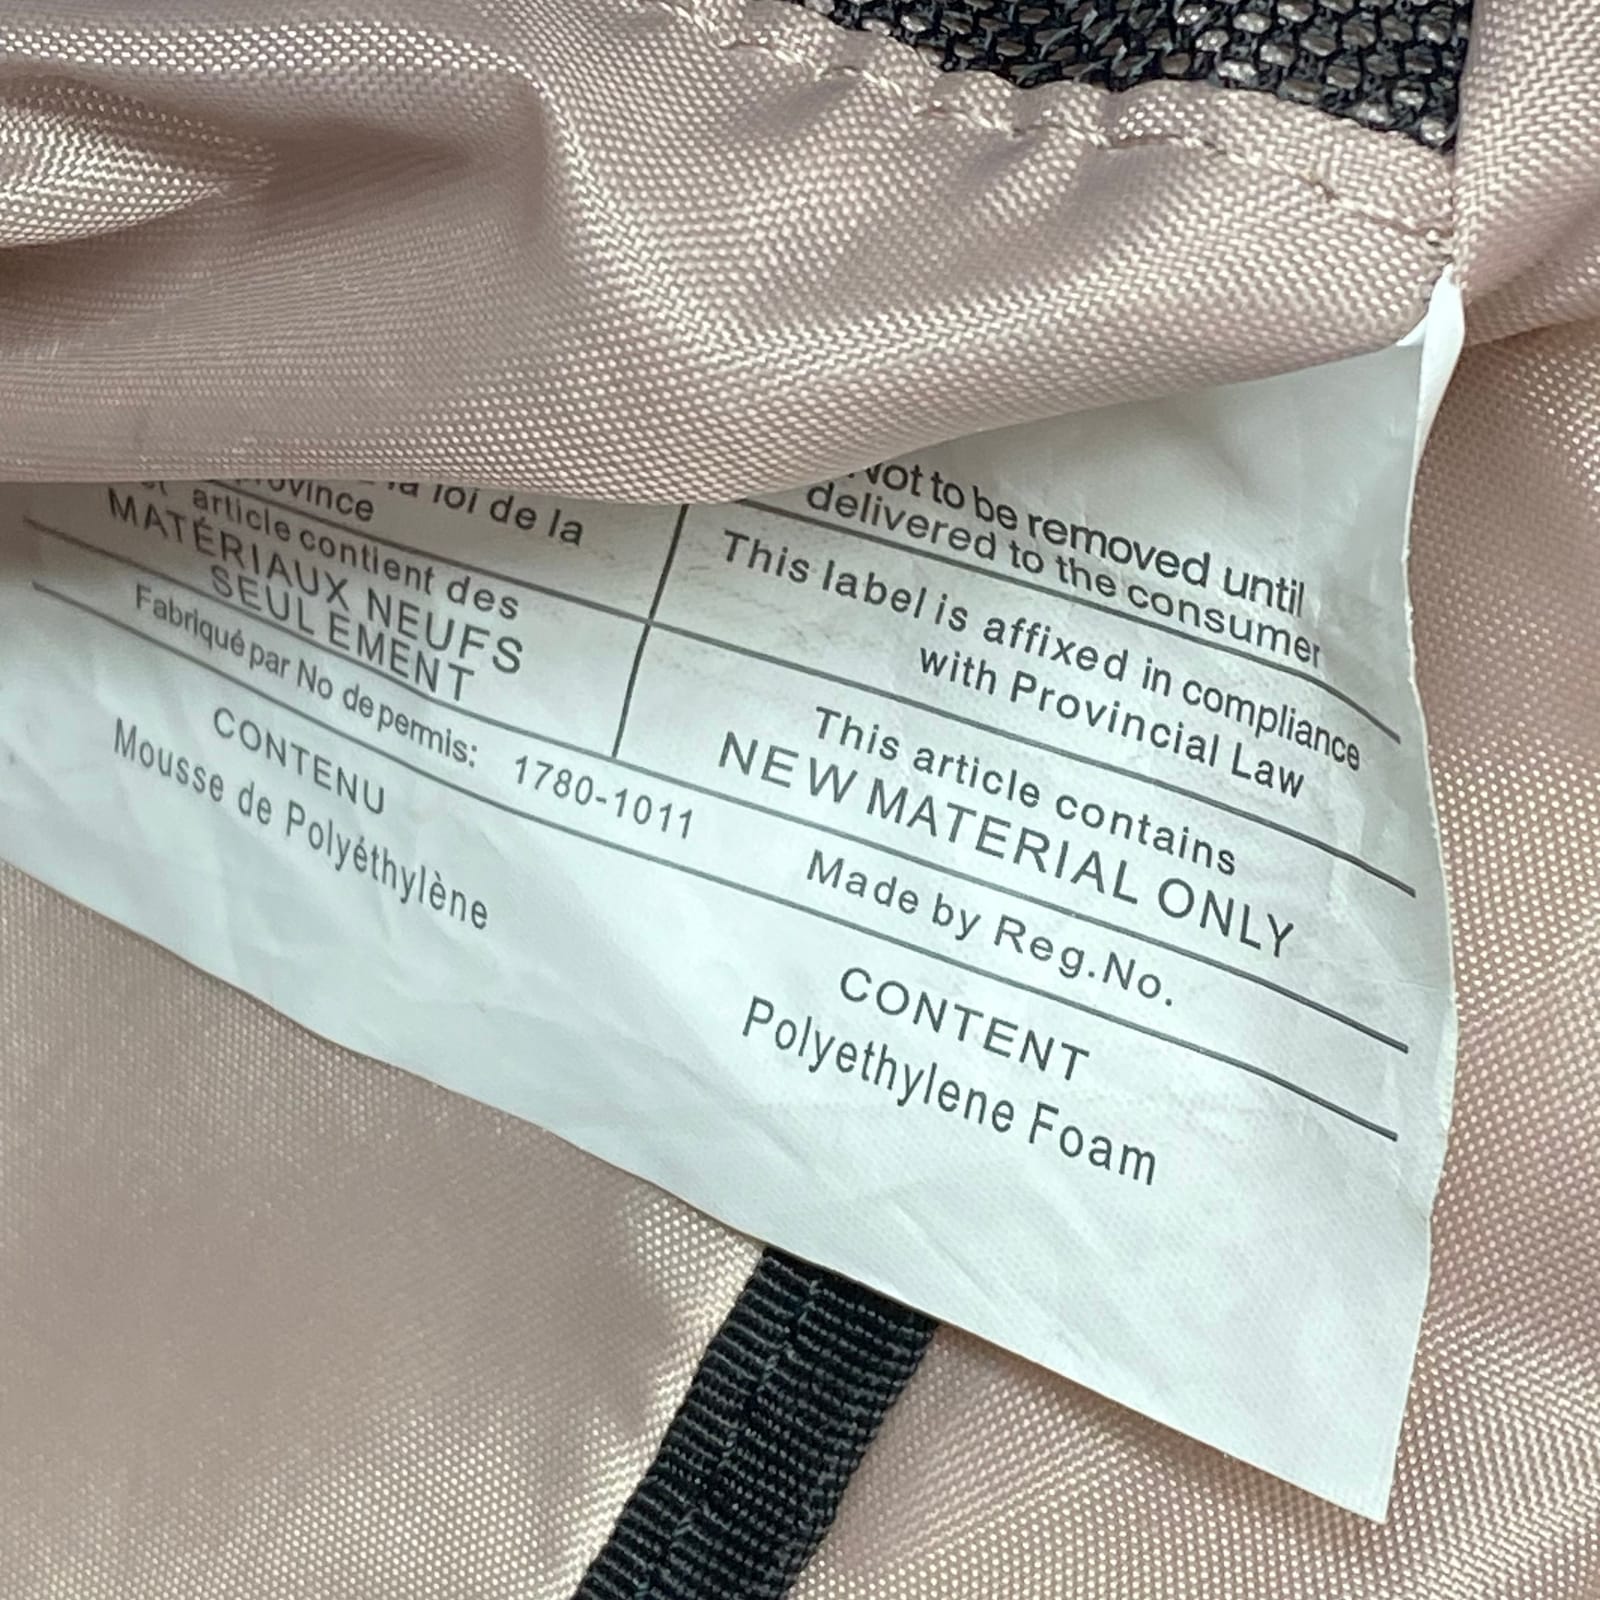 la loi de la
article contient des
MATÉRIAUX NEUFS
SEULEMENT
Fabriqué par No de permis: 1780-1011
CONTENU
Mousse de Polyéthylène
Not to be removed until
delivered to the consumer
This label is affixed in compliance
with Provincial Law
This article contains
NEW MATERIAL ONLY
Made by Reg.No.
CONTENT
Polyethylene Foam